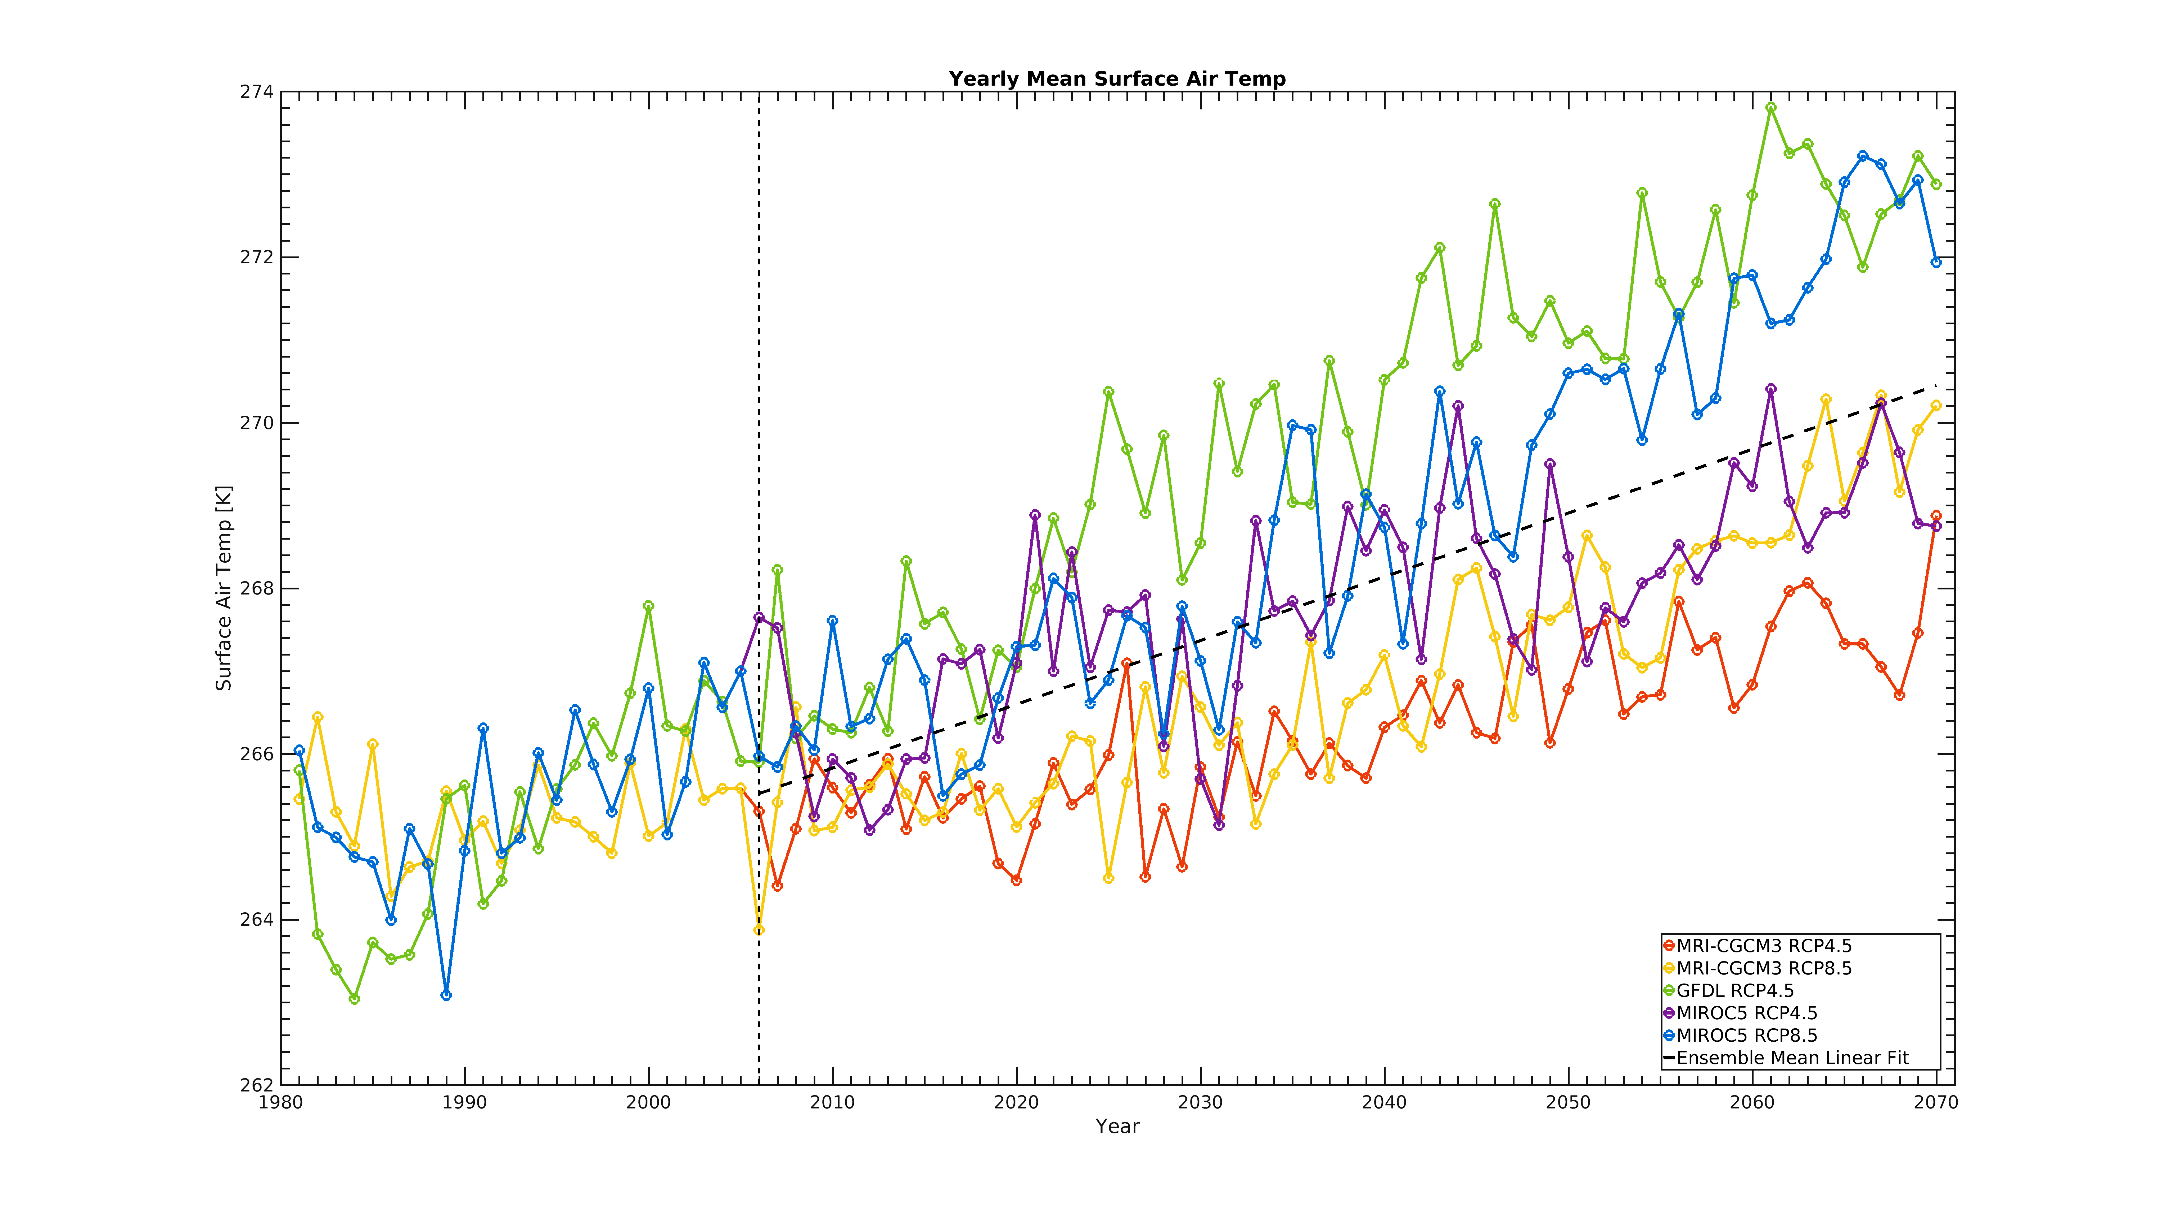 Yearly Mean Surface Air Temp
274
272
270
268
266
264
262
Surface Air Temp [K]
1980 1990 2000 2010 2020 2030 2040 2050 2060 2070
Year
MRI-CGCM3 RCP4.5
MRI-CGCM3 RCP8.5
GFDL RCP4.5
MIROC5 RCP4.5
MIROC5 RCP8.5
Ensemble Mean Linear Fit